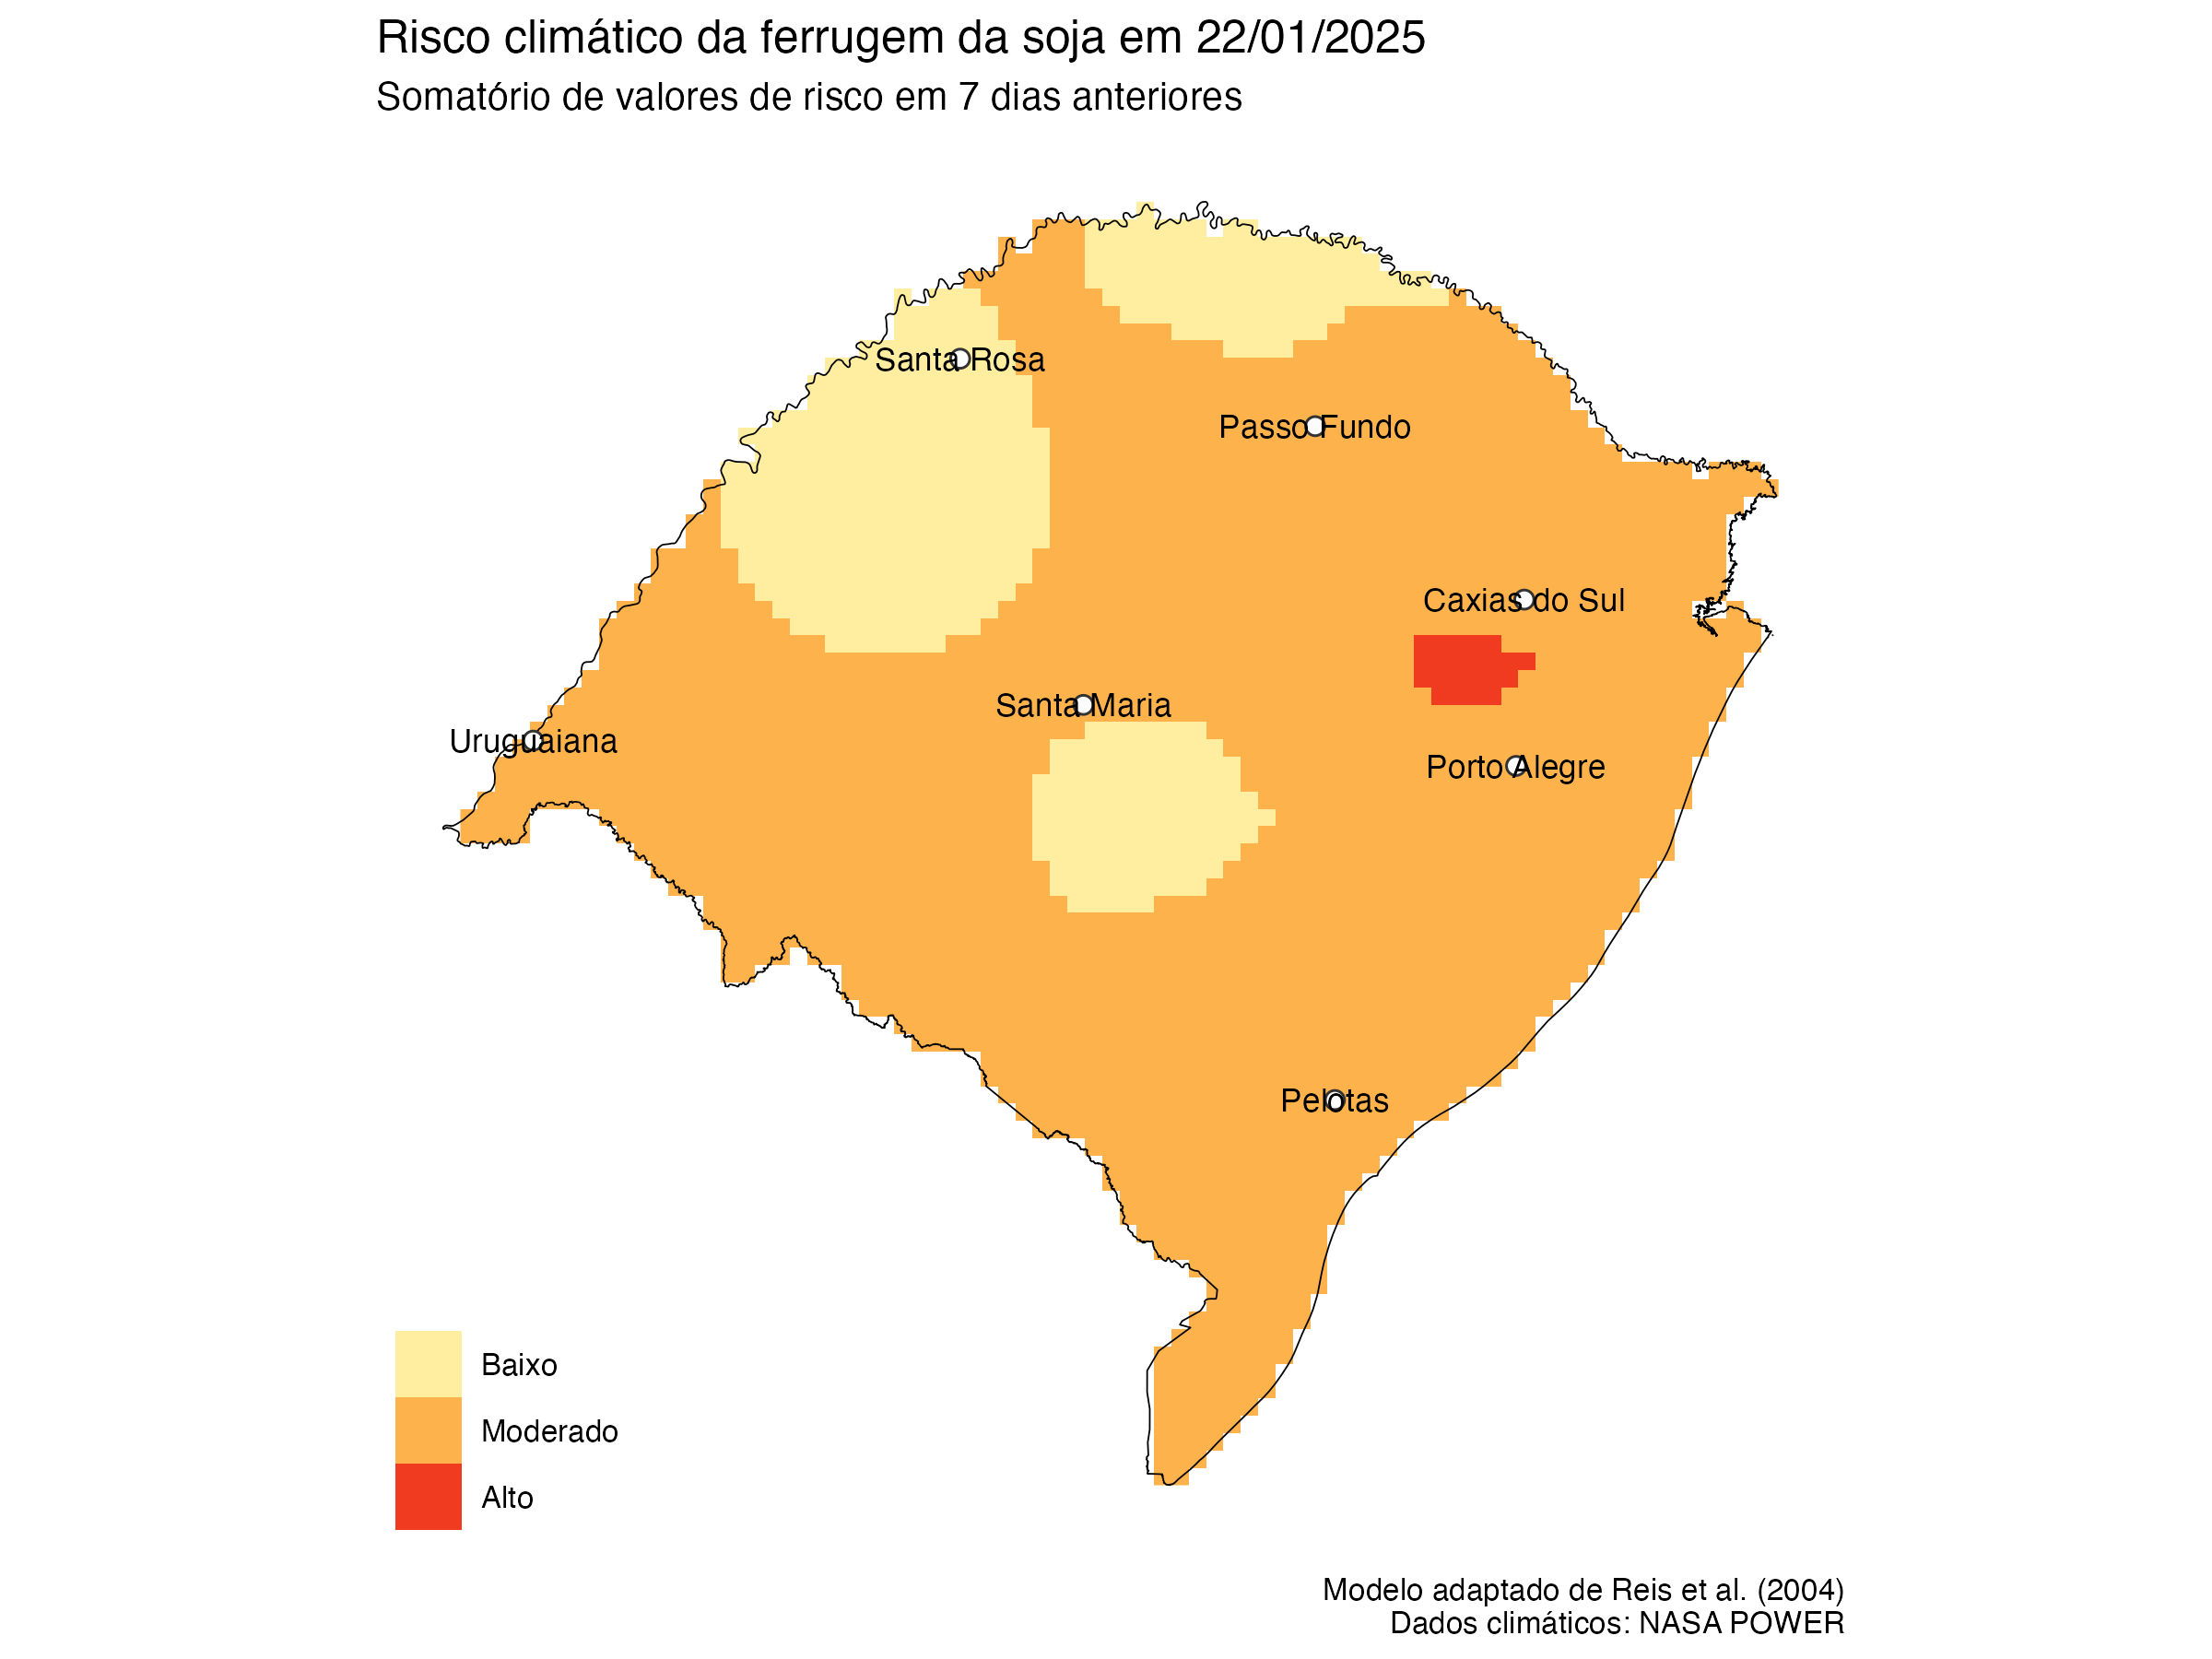 Risco climático da ferrugem da soja em 22/01/2025
Somatório de valores de risco em 7 dias anteriores
Santa Rosa
Passo Fundo
Caxias do Sul
Santa Maria
Uruguaiana
Porto Alegre
Pelotas
Baixo
Moderado
Alto
Modelo adaptado de Reis et al. (2004)
Dados climáticos: NASA POWER